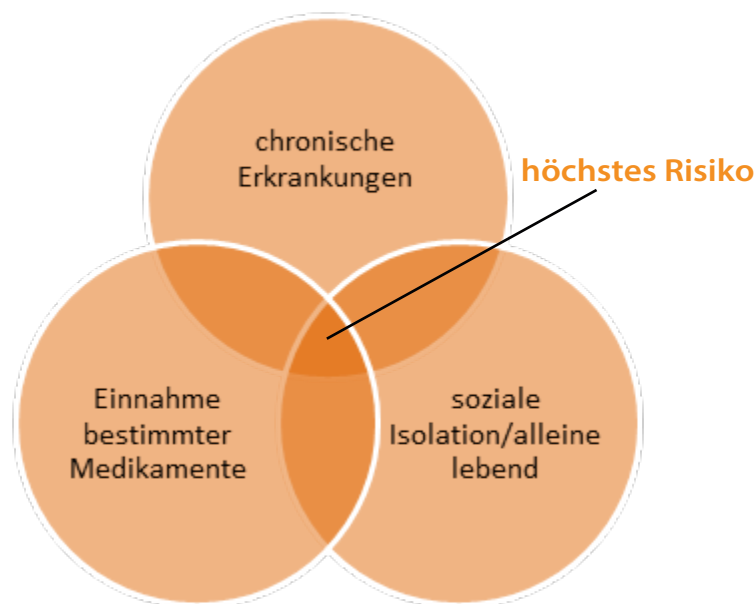 chronische
Erkrankungen
höchstes Risiko
Einnahme
bestimmter
Medikamente
soziale
Isolation/alleine
lebend